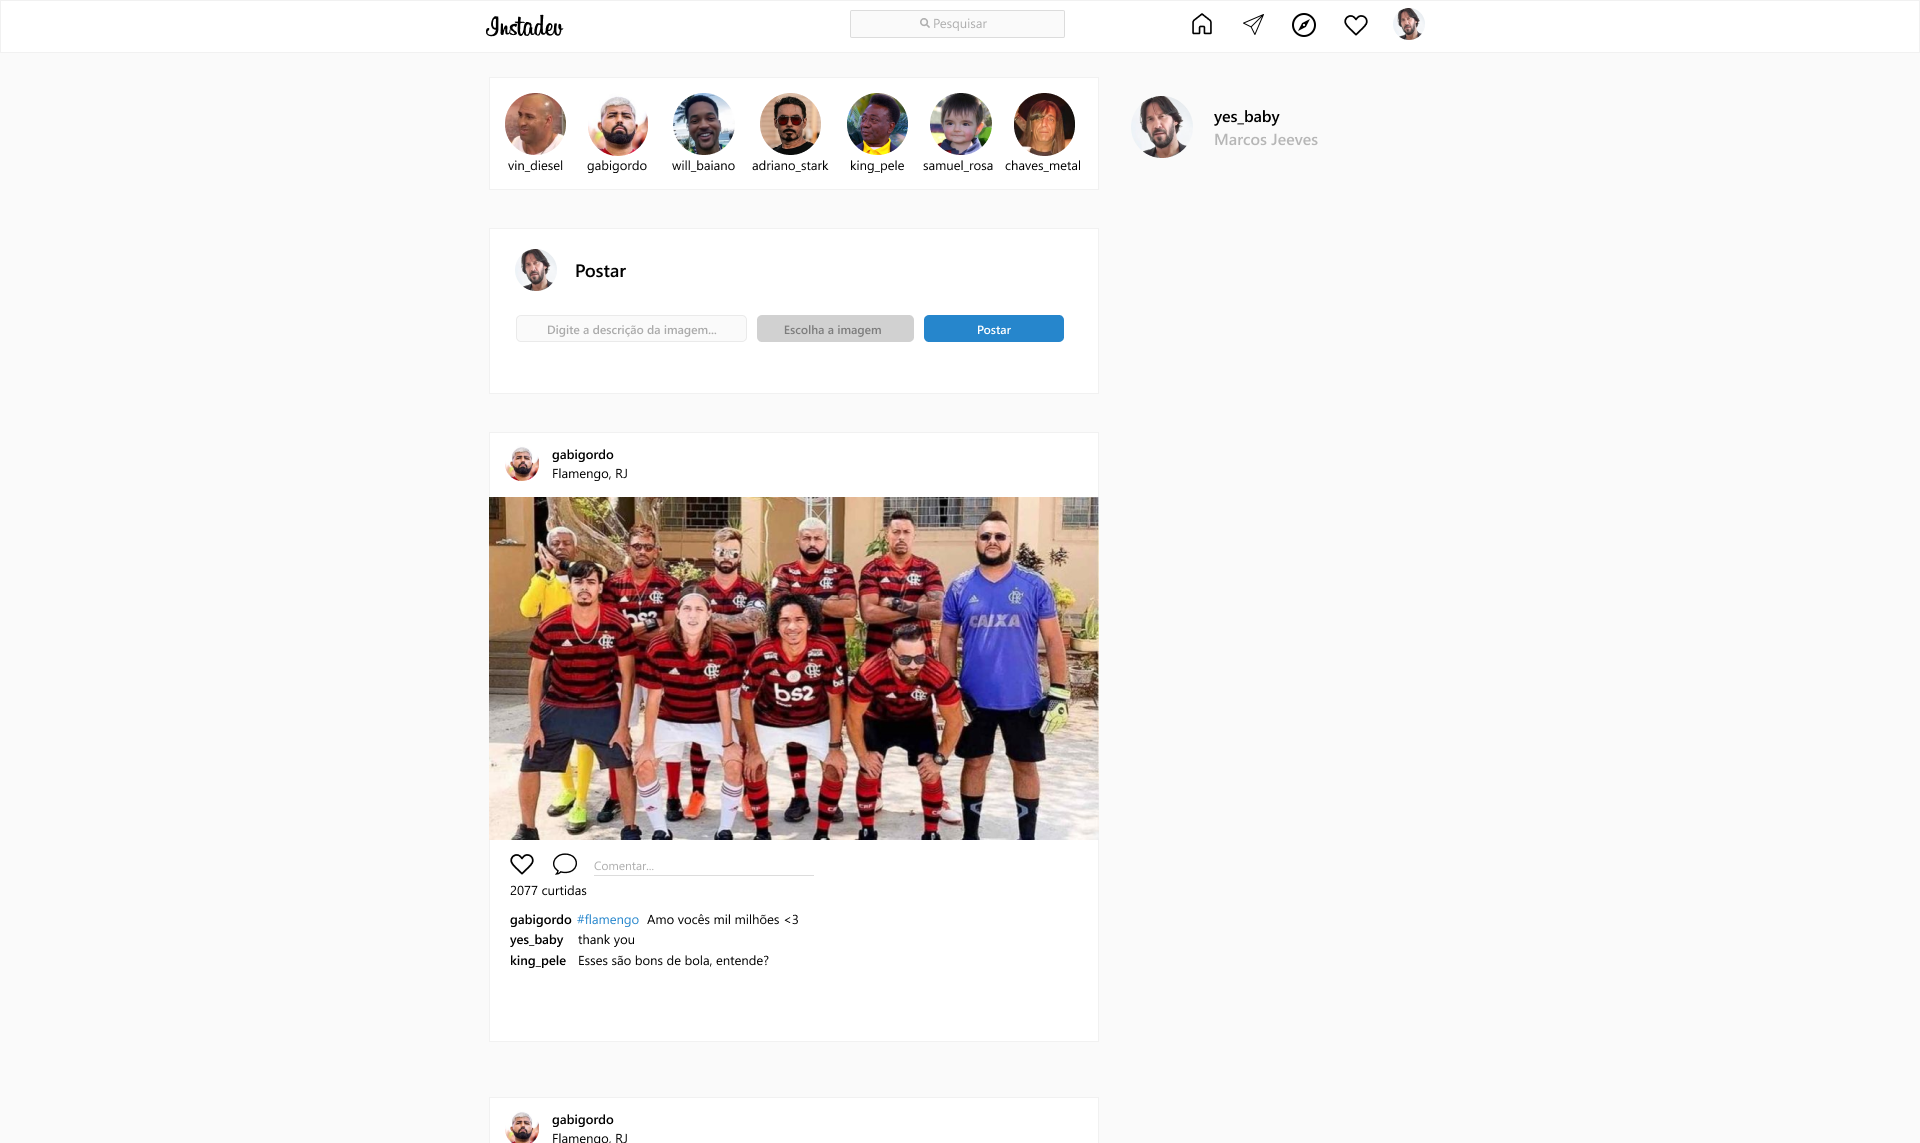 Instadev
Pesquisar
vin_diesel gabigordo will_baiano adriano_stark king_pele samuel_rosa chaves_metal
yes_baby
Marcos Jeeves
Postar
Digite a descrição da imagem... Escolha a imagem Postar
gabigordo
Flamengo, RJ
CAIXA
bs2
bs2
Comentar...
2077 curtidas
gabigordo #flamengo Amo vocês mil milhões <3
yes_baby thank you
king_pele Esses são bons de bola, entende?
gabigordo
Flamengo, RJ